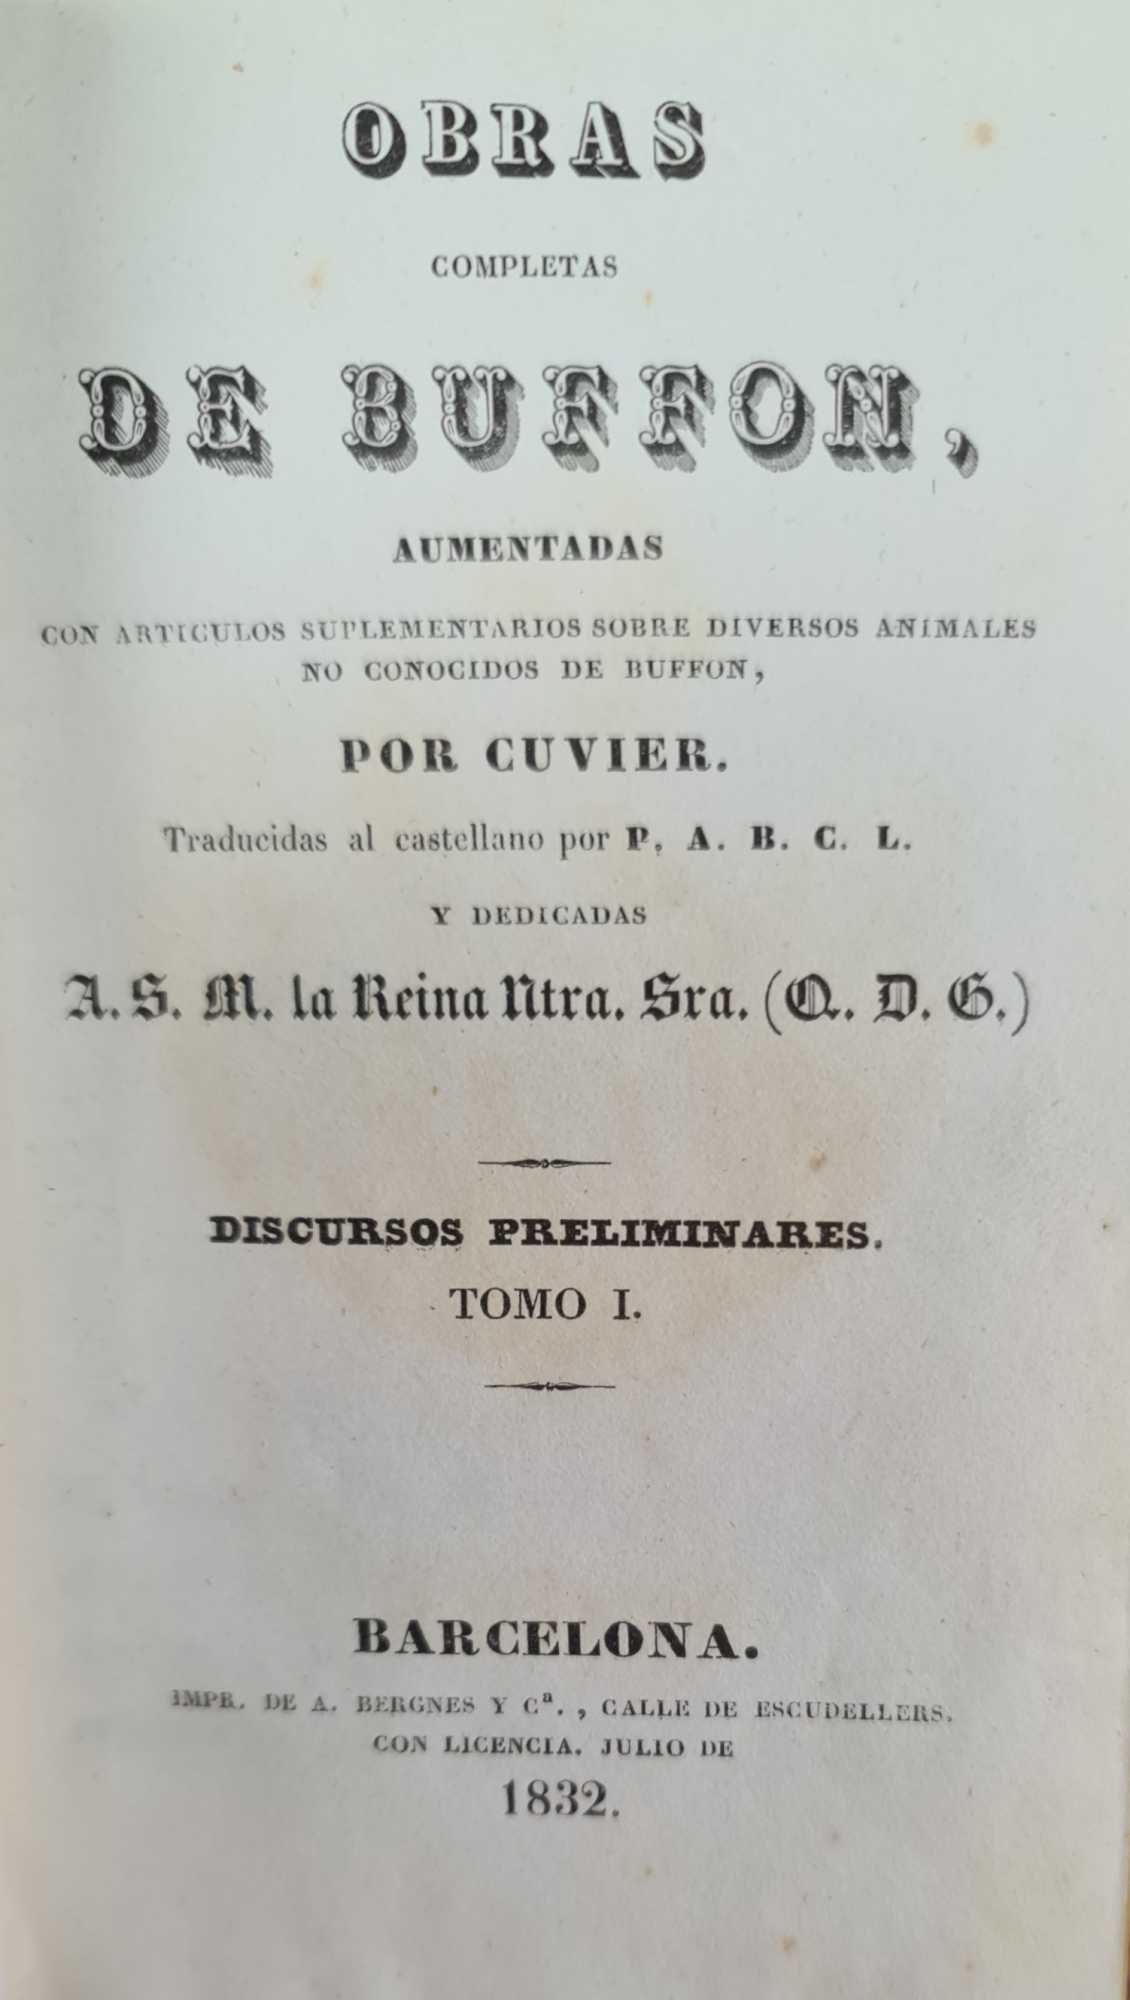 OBRAS
COMPLETAS
DE BUFFON,
AUMENTADAS
CON ARTICULOS SUPLEMENTARIOS SOBRE DIVERSOS ANIMALES
NO CONOCIDOS DE BUFFON,
POR CUVIER.
Traducidas al castellano por P. A. B. C. L.
Y DEDICADAS
A. S. M. la Reina Ntra. Sra. (Q. D. G.)
DISCURSOS PRELIMINARES.
TOMO I.
BARCELONA.
IMPR. DE A. BERGNES Y Cª., CALLE DE ESCUDELLERS.
CON LICENCIA. JULIO DE
1832.